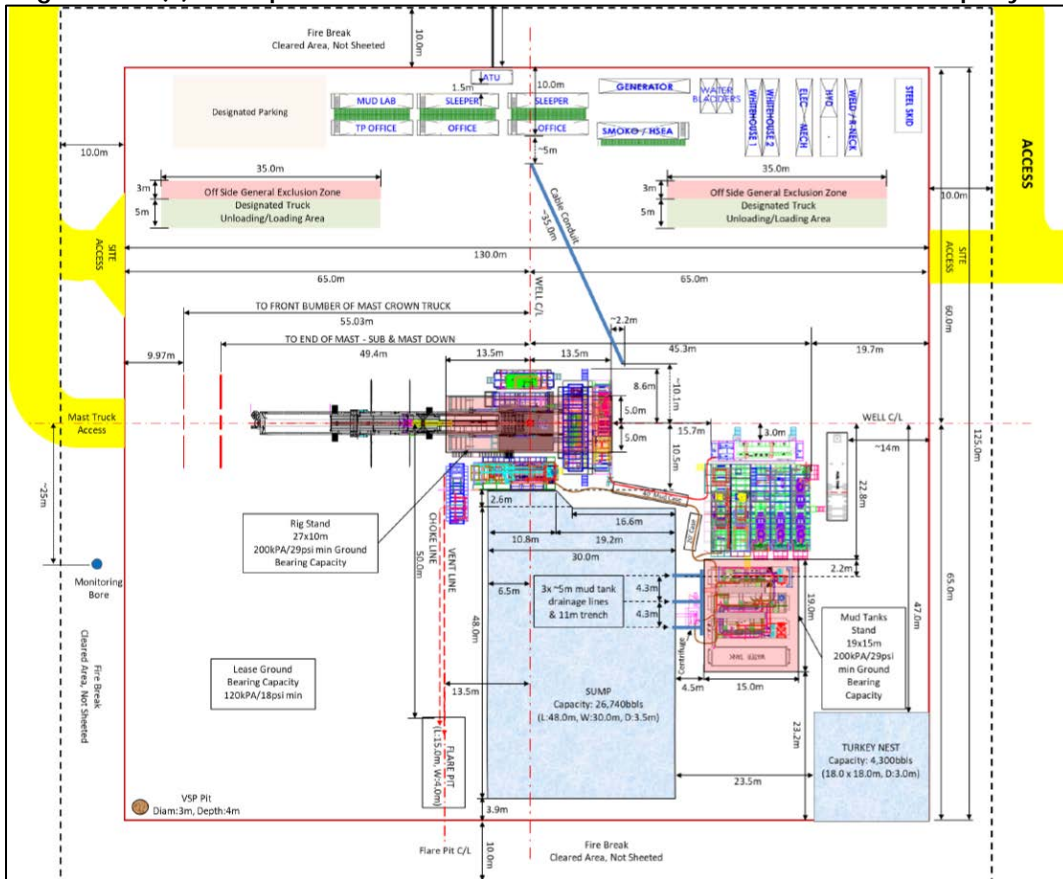 Fire Break
Cleared Area, Not Sheeted
10.0m
ATU
1.5m
10.0m
Designated Parking
MUD LAB
SLEEPER
SLEEPER
TP OFFICE
OFFICE
OFFICE
GENERATOR
WATER
BLADDERS
SMOKO / HSEA
WHITEHOUSE 1
WHITEHOUSE 2
ELEC - MECH
HYD
WELD / R-NECK
STEEL SKID
ACCESS
~5m
10.0m
35.0m
3m
Off Side General Exclusion Zone
5m
Designated Truck
Unloading/Loading Area
35.0m
3m
Off Side General Exclusion Zone
5m
Designated Truck
Unloading/Loading Area
10.0m
Cable Conduit
~35.0m
SITE
ACCESS
SITE
ACCESS
130.0m
65.0m
65.0m
WELL C/L
60.0m
TO FRONT BUMBER OF MAST CROWN TRUCK
55.03m
~2.2m
TO END OF MAST - SUB & MAST DOWN
49.4m
9.97m
13.5m
13.5m
45.3m
19.7m
8.6m
~10.1m
5.0m
5.0m
Mast Truck
Access
WELL C/L
15.7m
3.0m
~14m
10.5m
125.0m
~25m
22.8m
2.6m
16.6m
10.8m
19.2m
30.0m
6.5m
Rig Stand
27x10m
200kPA/29psi min Ground
Bearing Capacity
CHOKE LINE
VENT LINE
50.0m
48.0m
3x ~5m mud tank
drainage lines
& 11m trench
4.3m
4.3m
2.2m
19.0m
Mud Tanks
Stand
19x15m
200kPA/29psi
min Ground
Bearing
Capacity
47.0m
65.0m
Monitoring
Bore
Fire Break
Cleared Area, Not Sheeted
Lease Ground
Bearing Capacity
120kPA/18psi min
Centrifuge
4.5m
15.0m
13.5m
SUMP
Capacity: 26,740bbls
(L:48.0m, W:30.0m, D:3.5m)
23.2m
23.5m
TURKEY NEST
Capacity: 4,300bbls
(18.0 x 18.0m, D:3.0m)
FLARE PIT
(L:15.0m, W:4.0m)
VSP Pit
Diam:3m, Depth:4m
3.9m
Flare Pit C/L
10.0m
Fire Break
Cleared Area, Not Sheeted